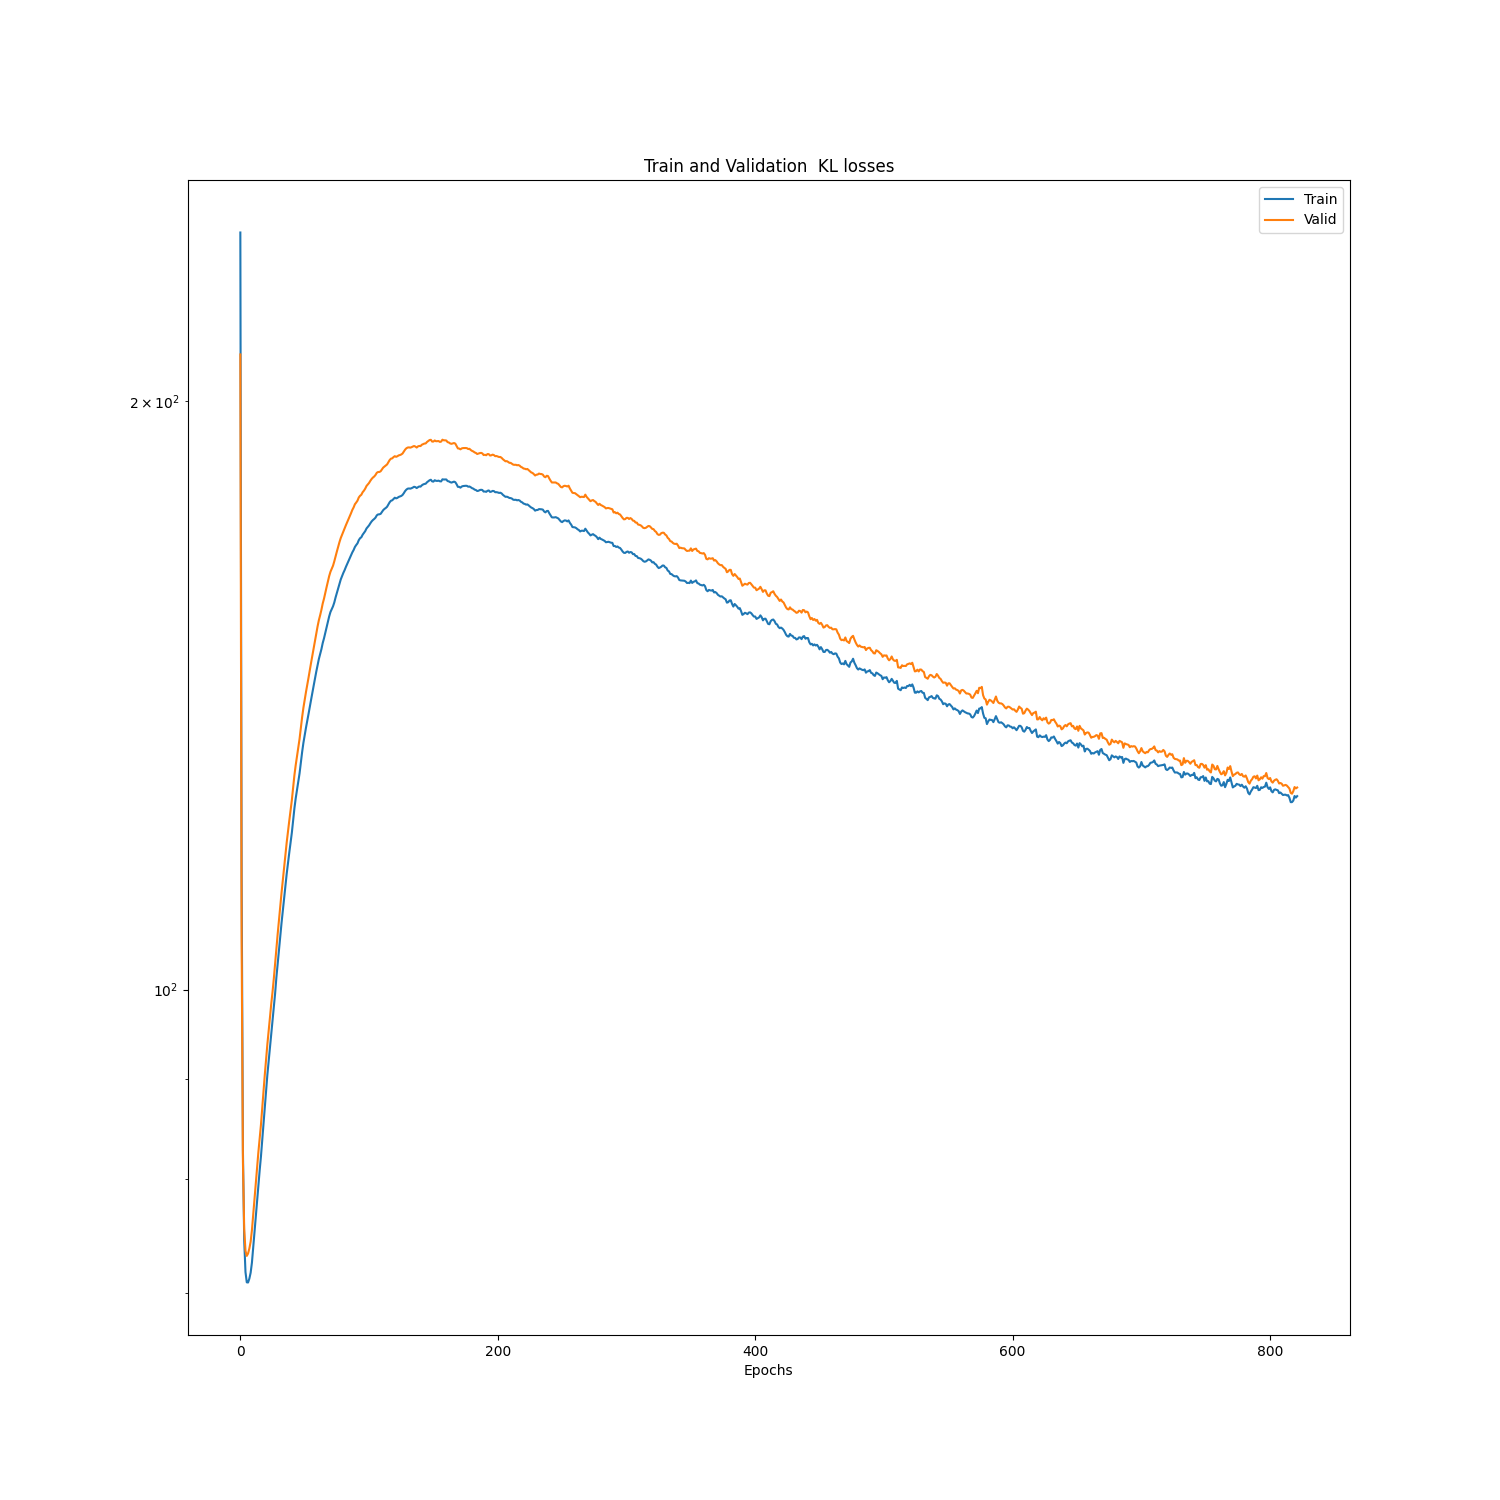 Train and Validation  KL losses
Train
Valid
2 × 10²
10²
0 200 400 600 800
Epochs